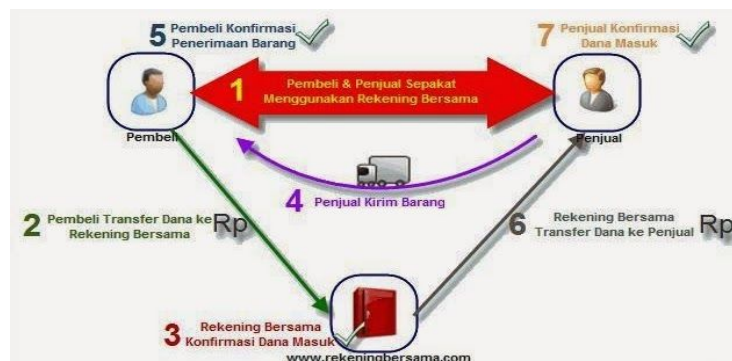 5 Pembeli Konfirmasi
Penerimaan Barang
7 Penjual Konfirmasi
Dana Masuk
1 Pembeli & Penjual Sepakat
Menggunakan Rekening Bersama
Pembeli
Penjual
4 Penjual Kirim Barang
2 Pembeli Transfer Dana ke
Rekening Bersama
Rp
6 Rekening Bersama
Transfer Dana ke Penjual
Rp
3 Rekening Bersama
Konfirmasi Dana Masuk
www.rekeningbersama.com